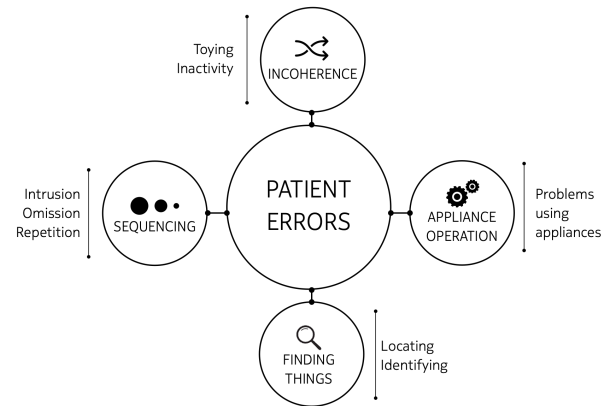 Toying
Inactivity
INCOHERENCE
Intrusion
Omission
Repetition
SEQUENCING
PATIENT
ERRORS
APPLIANCE
OPERATION
Problems
using
appliances
FINDING
THINGS
Locating
Identifying